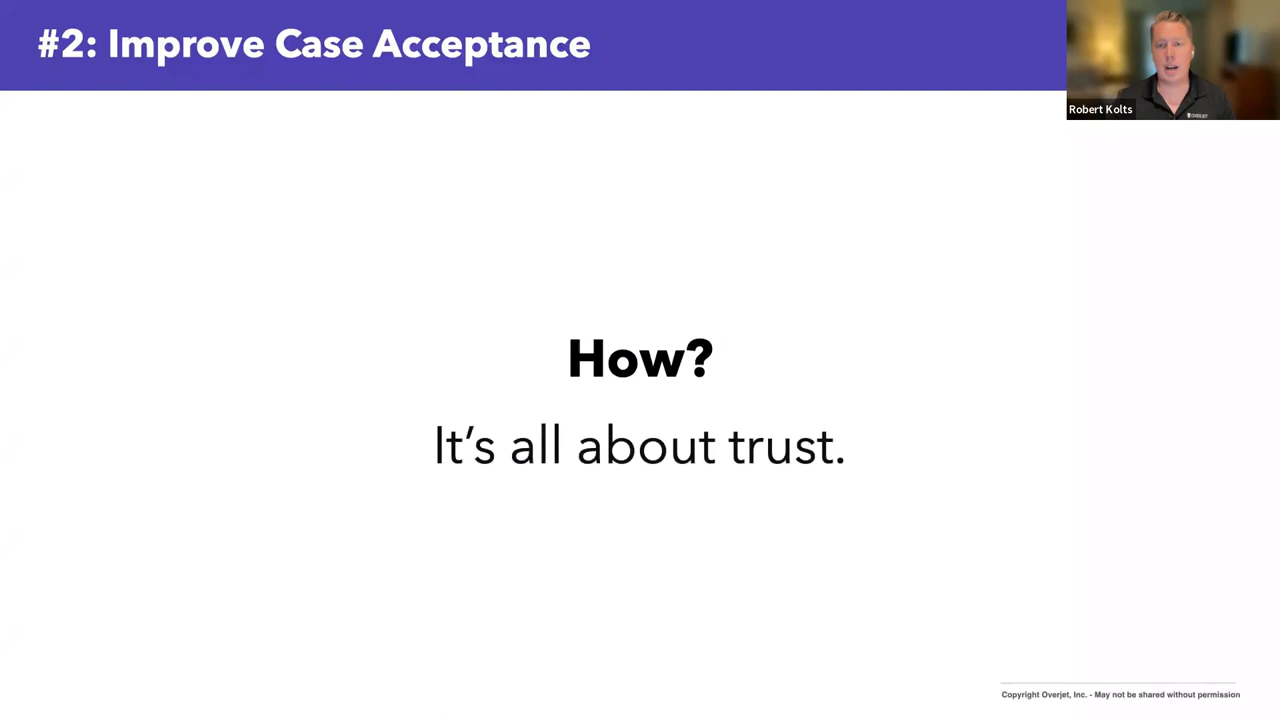 #2: Improve Case Acceptance
Robert Kolts
OVERJET
How?
It’s all about trust.
Copyright Overjet, Inc. - May not be shared without permission